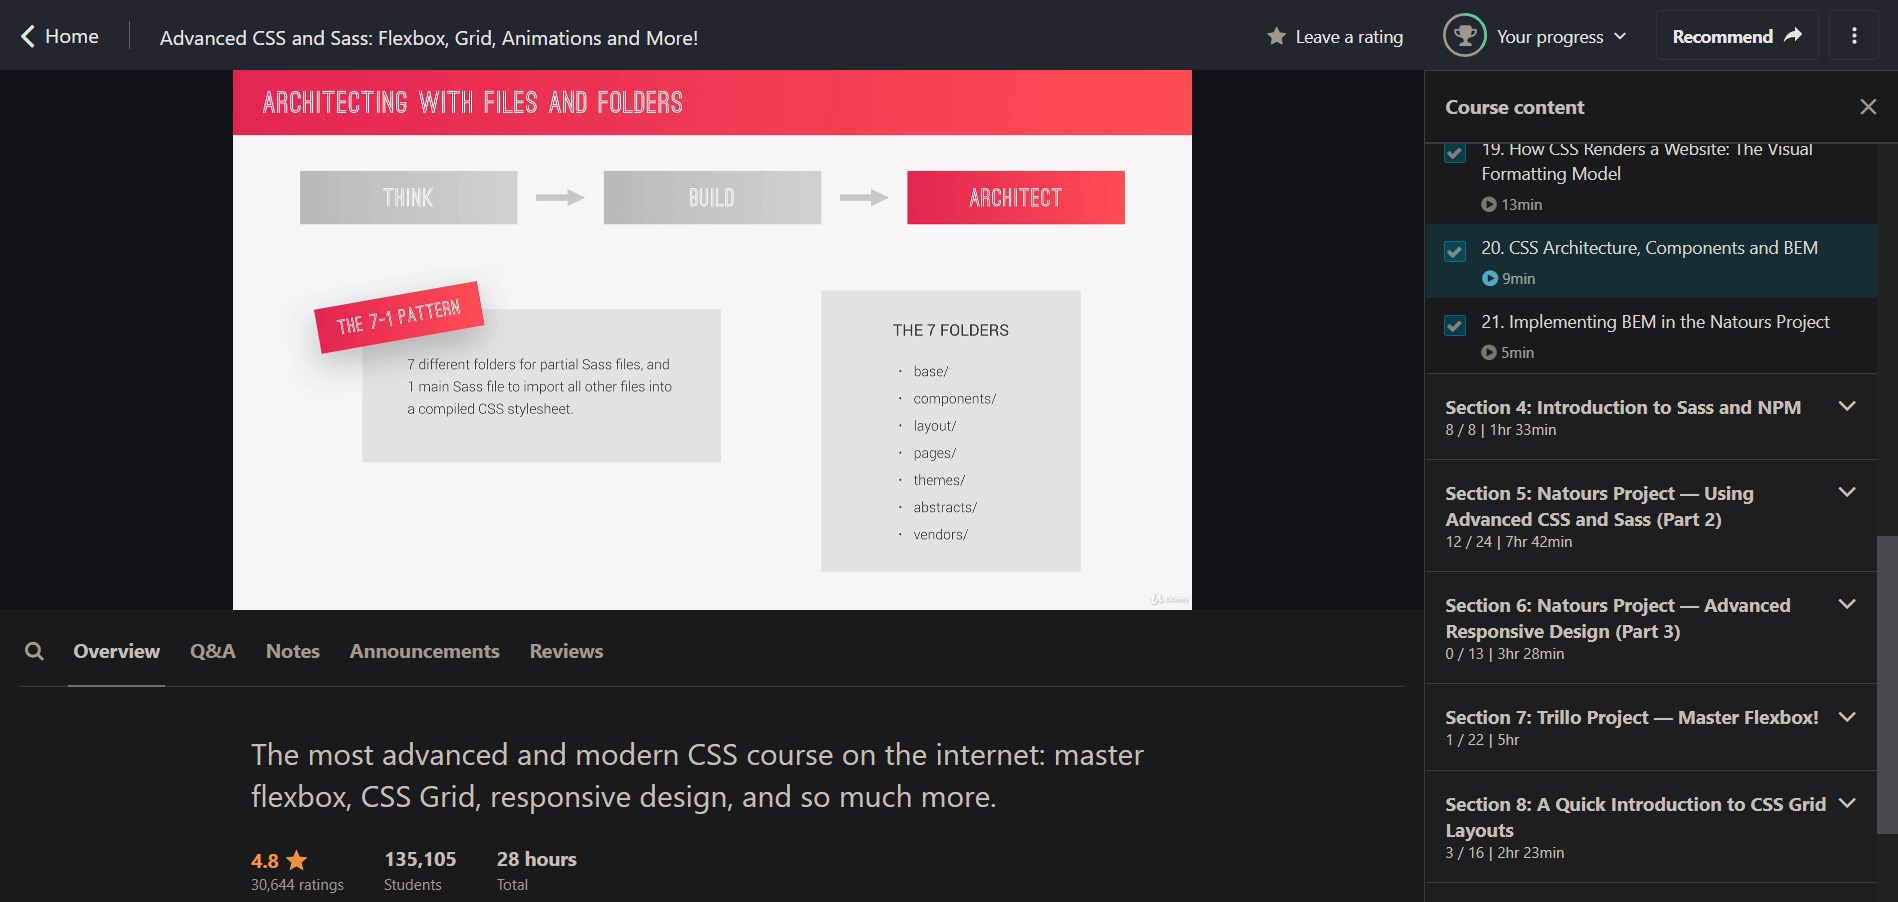 Home
Advanced CSS and Sass: Flexbox, Grid, Animations and More!
Leave a rating
Your progress
Recommend
ARCHITECTING WITH FILES AND FOLDERS
THINK
BUILD
ARCHITECT
THE 7-1 PATTERN
7 different folders for partial Sass files, and
1 main Sass file to import all other files into
a compiled CSS stylesheet.
THE 7 FOLDERS
· base/
· components/
· layout/
· pages/
· themes/
· abstracts/
· vendors/
Udemy
Course content
19. How CSS Renders a Website: The Visual
Formatting Model
13min
20. CSS Architecture, Components and BEM
9min
21. Implementing BEM in the Natours Project
5min
Section 4: Introduction to Sass and NPM
8 / 8 | 1hr 33min
Section 5: Natours Project — Using
Advanced CSS and Sass (Part 2)
12 / 24 | 7hr 42min
Section 6: Natours Project — Advanced
Responsive Design (Part 3)
0 / 13 | 3hr 28min
Section 7: Trillo Project — Master Flexbox!
1 / 22 | 5hr
Section 8: A Quick Introduction to CSS Grid
Layouts
3 / 16 | 2hr 23min
Overview
Q&A
Notes
Announcements
Reviews
The most advanced and modern CSS course on the internet: master
flexbox, CSS Grid, responsive design, and so much more.
4.8
30,644 ratings
135,105
Students
28 hours
Total